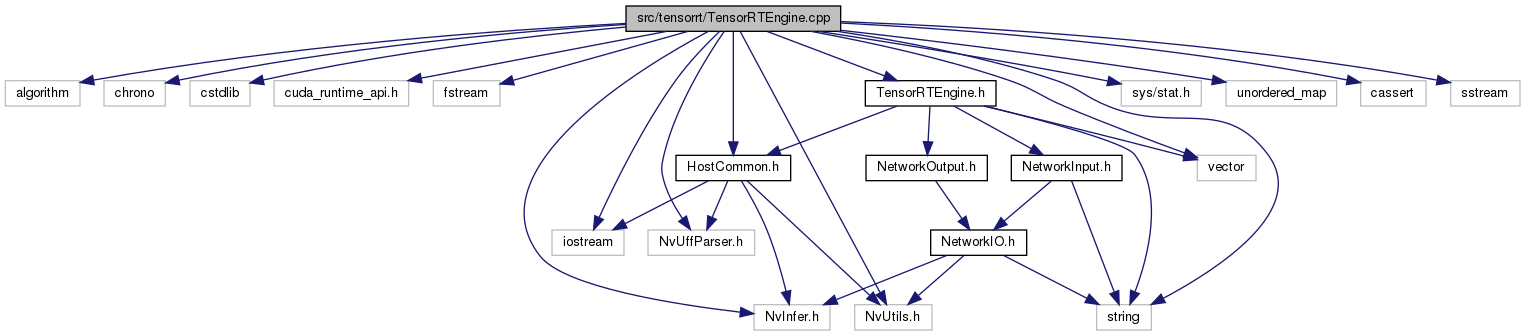 src/tensorrt/TensorRTEngine.cpp
algorithm
chrono
cstdlib
cuda_runtime_api.h
fstream
TensorRTEngine.h
sys/stat.h
unordered_map
cassert
sstream
HostCommon.h
NetworkOutput.h
NetworkInput.h
vector
iostream
NvUffParser.h
NetworkIO.h
NvInfer.h
NvUtils.h
string